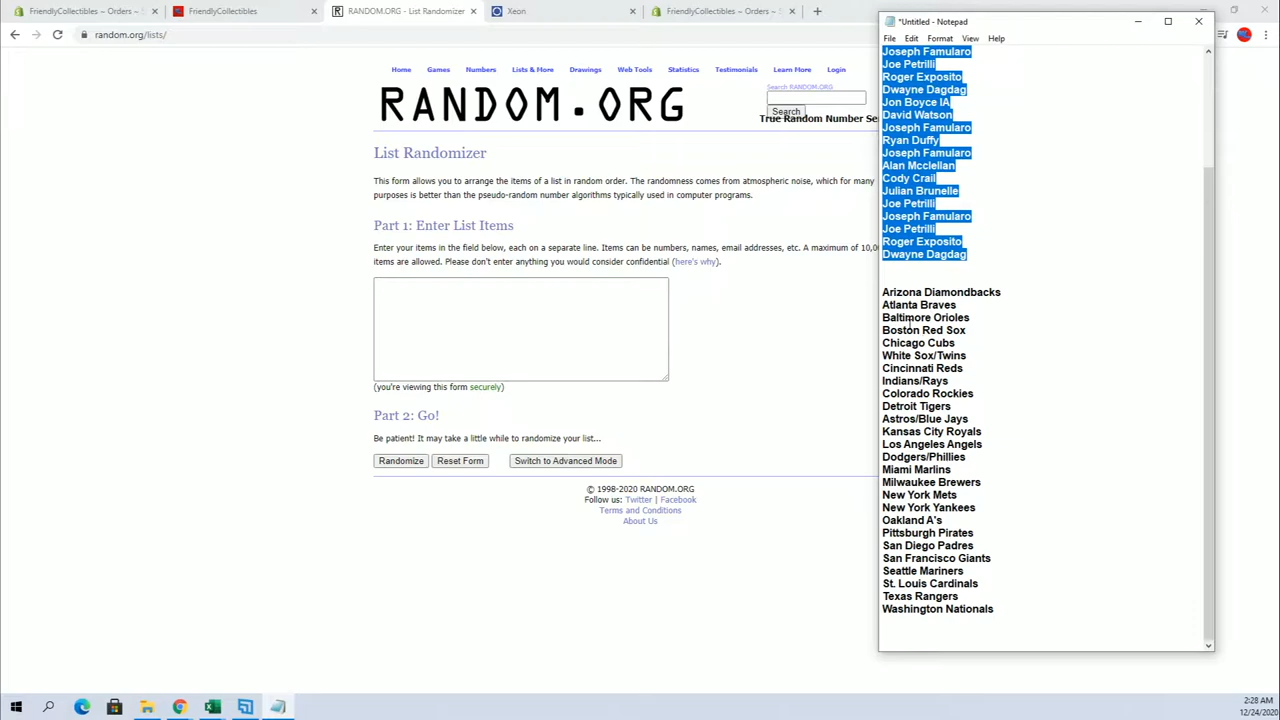 FriendlyCollectibles – Orders –
FriendlyCollectibles
RANDOM.ORG - List Randomizer
Xeon
FriendlyCollectibles – Orders –
random.org/lists/
Home Games Numbers Lists & More Drawings Web Tools Statistics Testimonials Learn More Login
RANDOM.ORG
Search RANDOM.ORG
Search
True Random Number Se
List Randomizer
This form allows you to arrange the items of a list in random order. The randomness comes from atmospheric noise, which for many
purposes is better than the pseudo-random number algorithms typically used in computer programs.
Part 1: Enter List Items
Enter your items in the field below, each on a separate line. Items can be numbers, names, email addresses, etc. A maximum of 10,0
items are allowed. Please don't enter anything you would consider confidential (here's why).
(you're viewing this form securely)
Part 2: Go!
Be patient! It may take a little while to randomize your list...
Randomize Reset Form Switch to Advanced Mode
© 1998-2020 RANDOM.ORG
Follow us: Twitter | Facebook
Terms and Conditions
About Us
*Untitled - Notepad
File Edit Format View Help
Joseph Famularo
Joe Petrilli
Roger Exposito
Dwayne Dagdag
Jon Boyce IA
David Watson
Joseph Famularo
Ryan Duffy
Joseph Famularo
Alan Mcclellan
Cody Crail
Julian Brunelle
Joe Petrilli
Joseph Famularo
Joe Petrilli
Roger Exposito
Dwayne Dagdag
Arizona Diamondbacks
Atlanta Braves
Baltimore Orioles
Boston Red Sox
Chicago Cubs
White Sox/Twins
Cincinnati Reds
Indians/Rays
Colorado Rockies
Detroit Tigers
Astros/Blue Jays
Kansas City Royals
Los Angeles Angels
Dodgers/Phillies
Miami Marlins
Milwaukee Brewers
New York Mets
New York Yankees
Oakland A's
Pittsburgh Pirates
San Diego Padres
San Francisco Giants
Seattle Mariners
St. Louis Cardinals
Texas Rangers
Washington Nationals
2:28 AM
12/24/2020